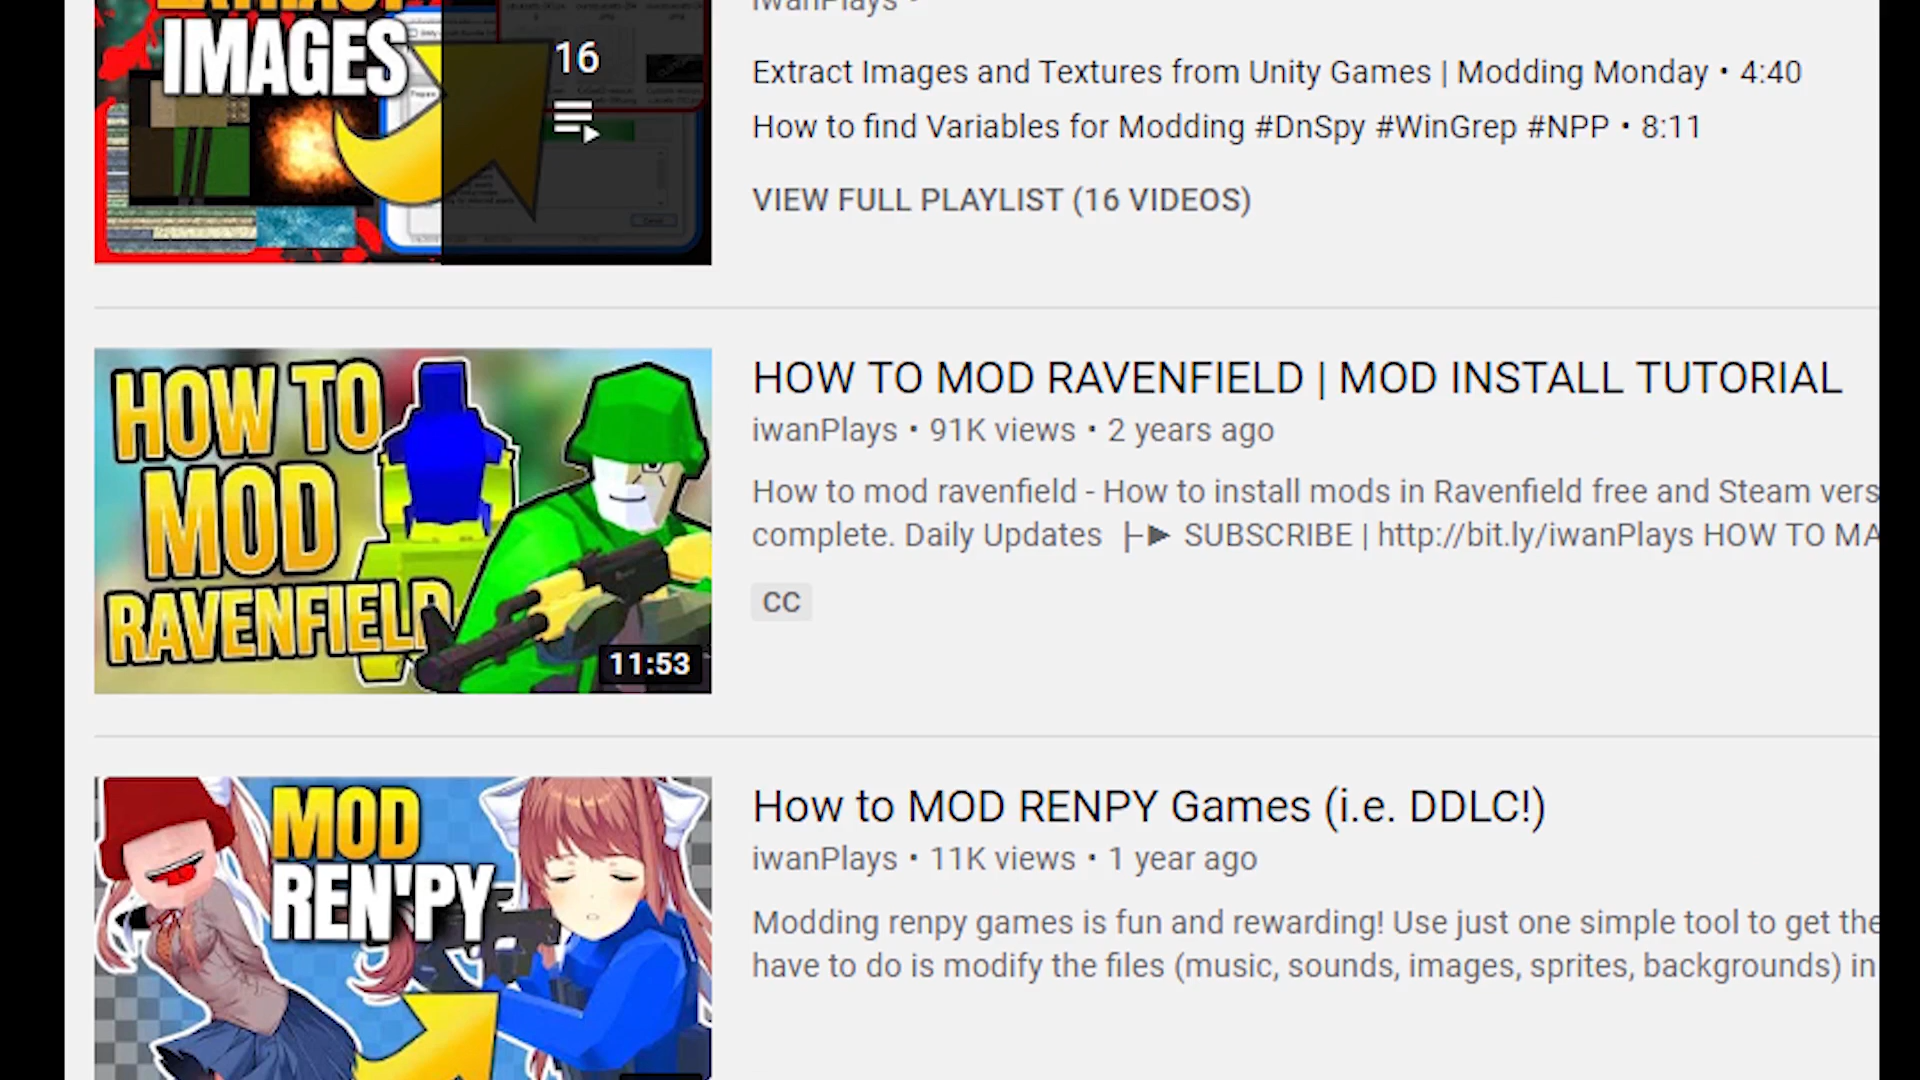 IMAGES
16
iwanPlays •
Extract Images and Textures from Unity Games | Modding Monday • 4:40
How to find Variables for Modding #DnSpy #WinGrep #NPP • 8:11
VIEW FULL PLAYLIST (16 VIDEOS)
HOW TO
MOD
RAVENFIELD
11:53
HOW TO MOD RAVENFIELD | MOD INSTALL TUTORIAL
iwanPlays • 91K views • 2 years ago
How to mod ravenfield - How to install mods in Ravenfield free and Steam vers
complete. Daily Updates ├► SUBSCRIBE | http://bit.ly/iwanPlays HOW TO MA
CC
MOD
REN'PY
How to MOD RENPY Games (i.e. DDLC!)
iwanPlays • 11K views • 1 year ago
Modding renpy games is fun and rewarding! Use just one simple tool to get the
have to do is modify the files (music, sounds, images, sprites, backgrounds) in